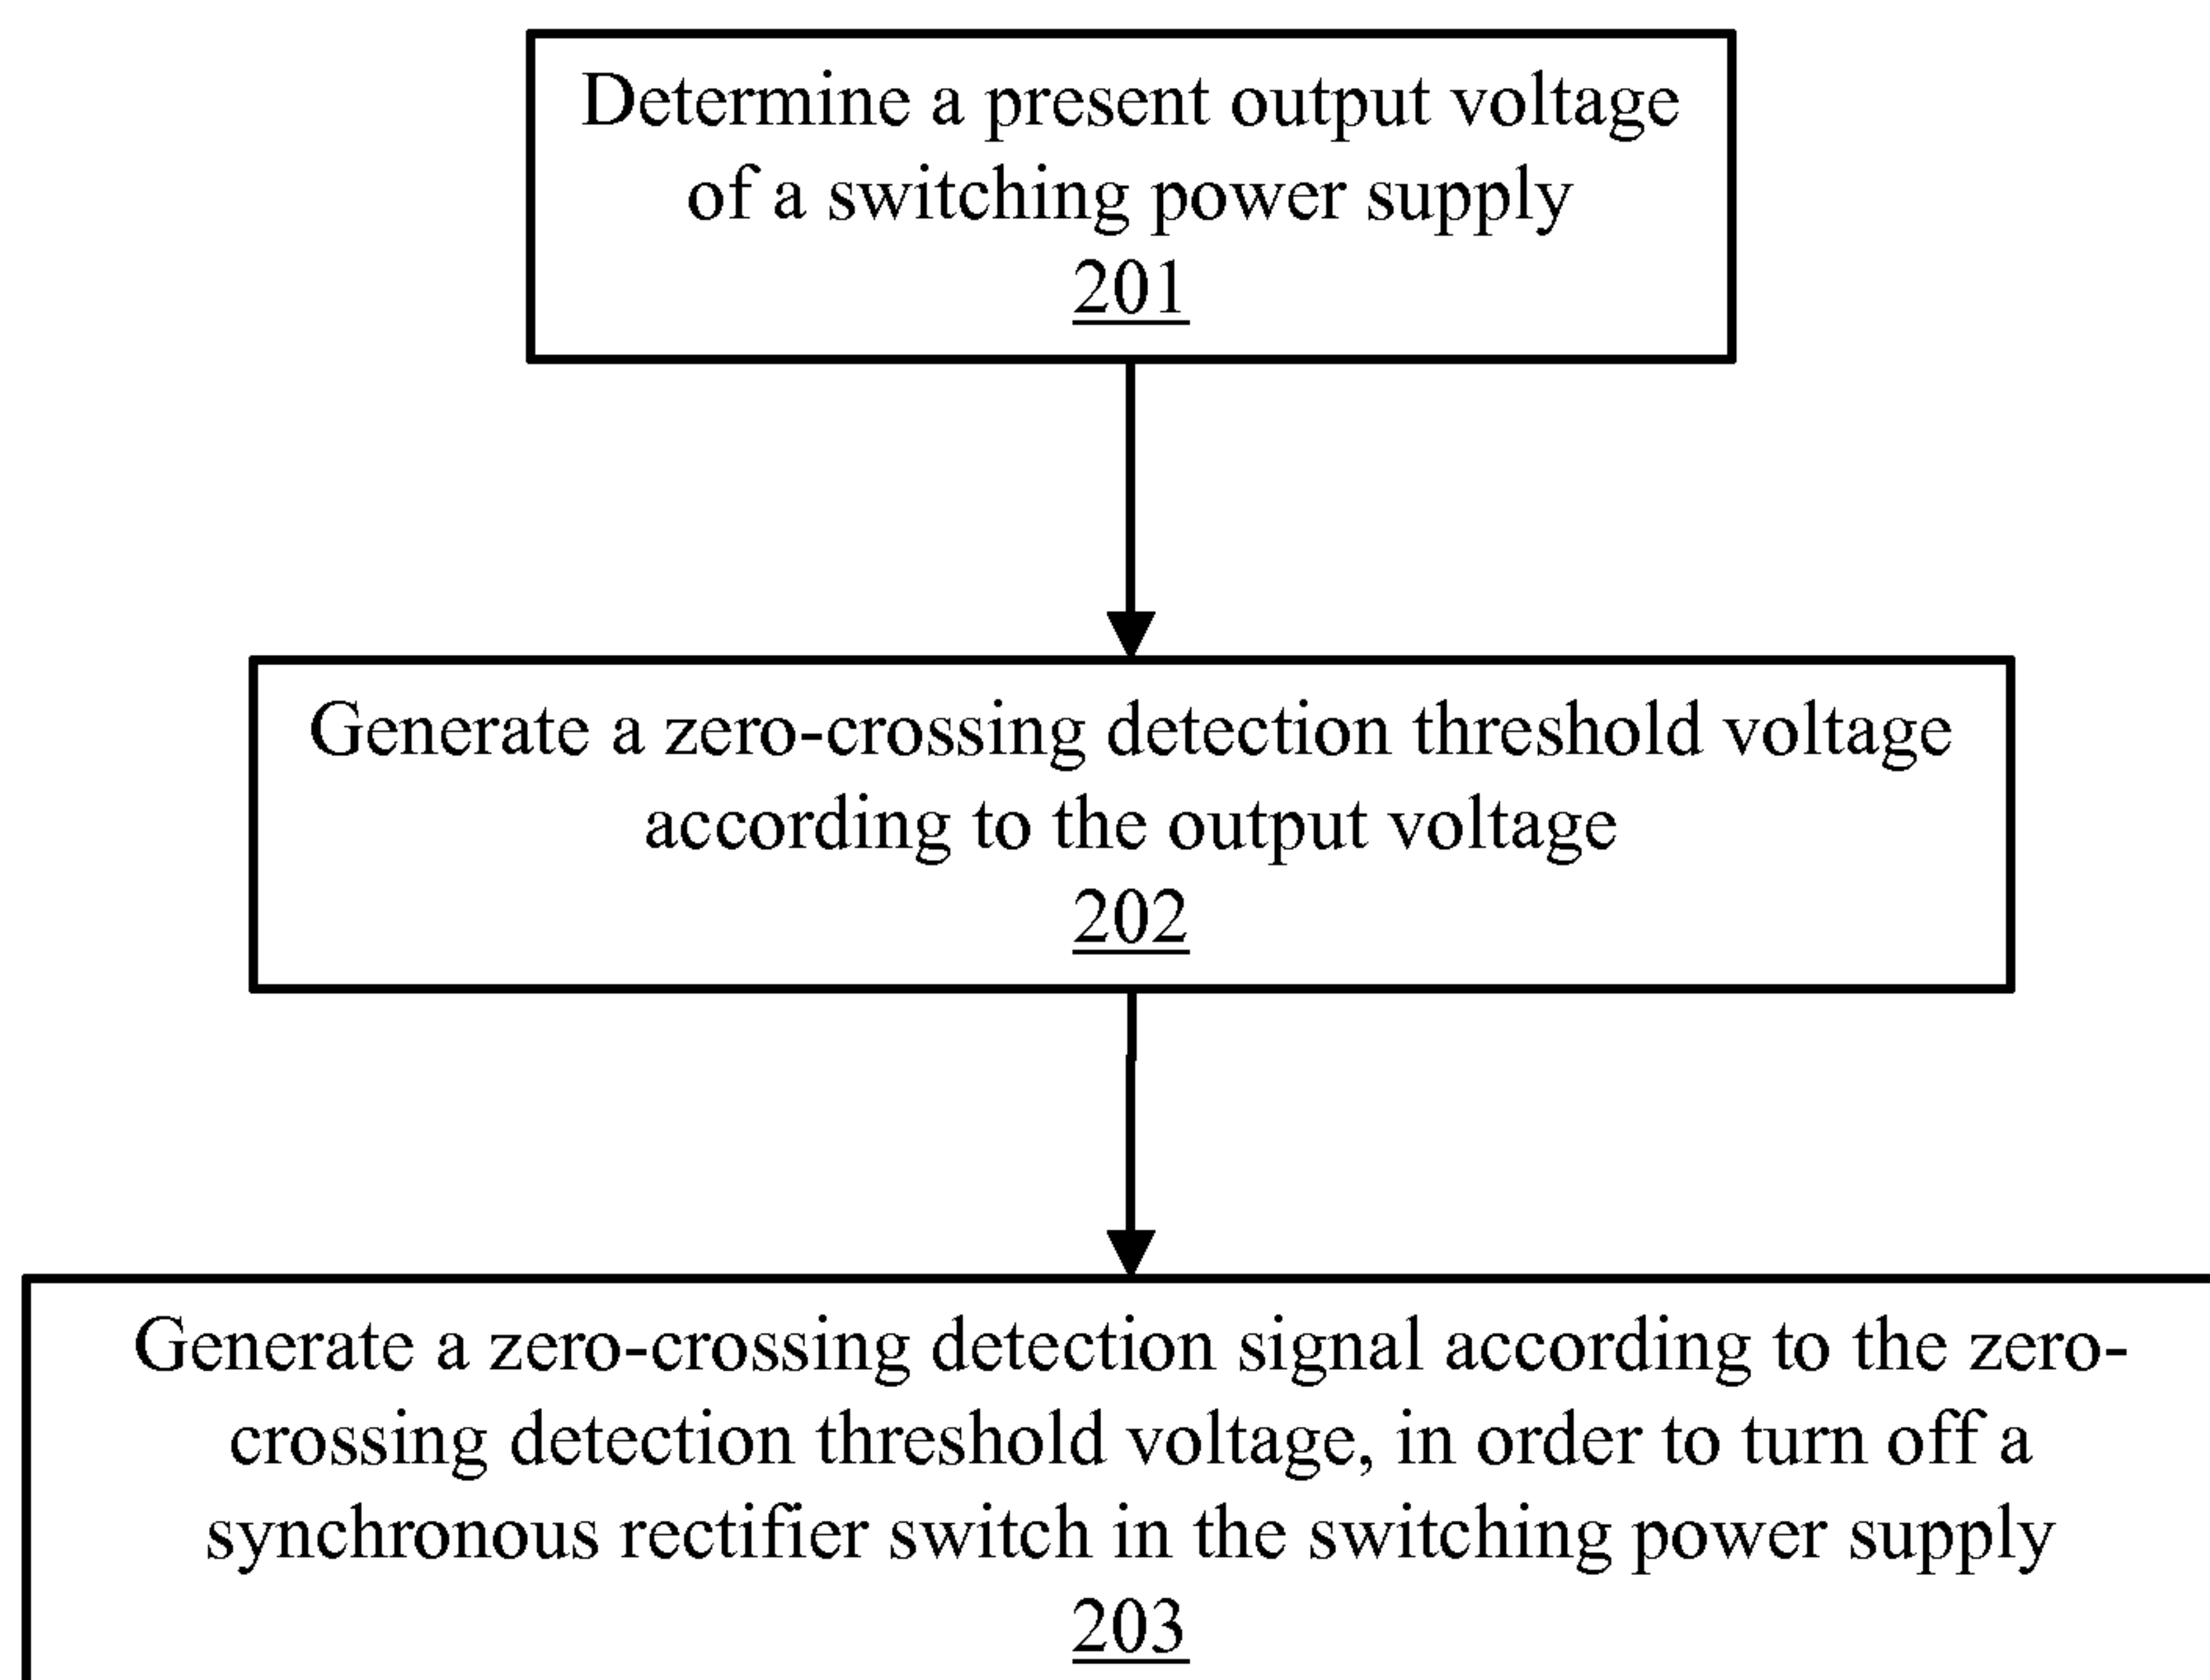 Determine a present output voltage
of a switching power supply
201
Generate a zero-crossing detection threshold voltage
according to the output voltage
202
Generate a zero-crossing detection signal according to the zero-
crossing detection threshold voltage, in order to turn off a
synchronous rectifier switch in the switching power supply
203